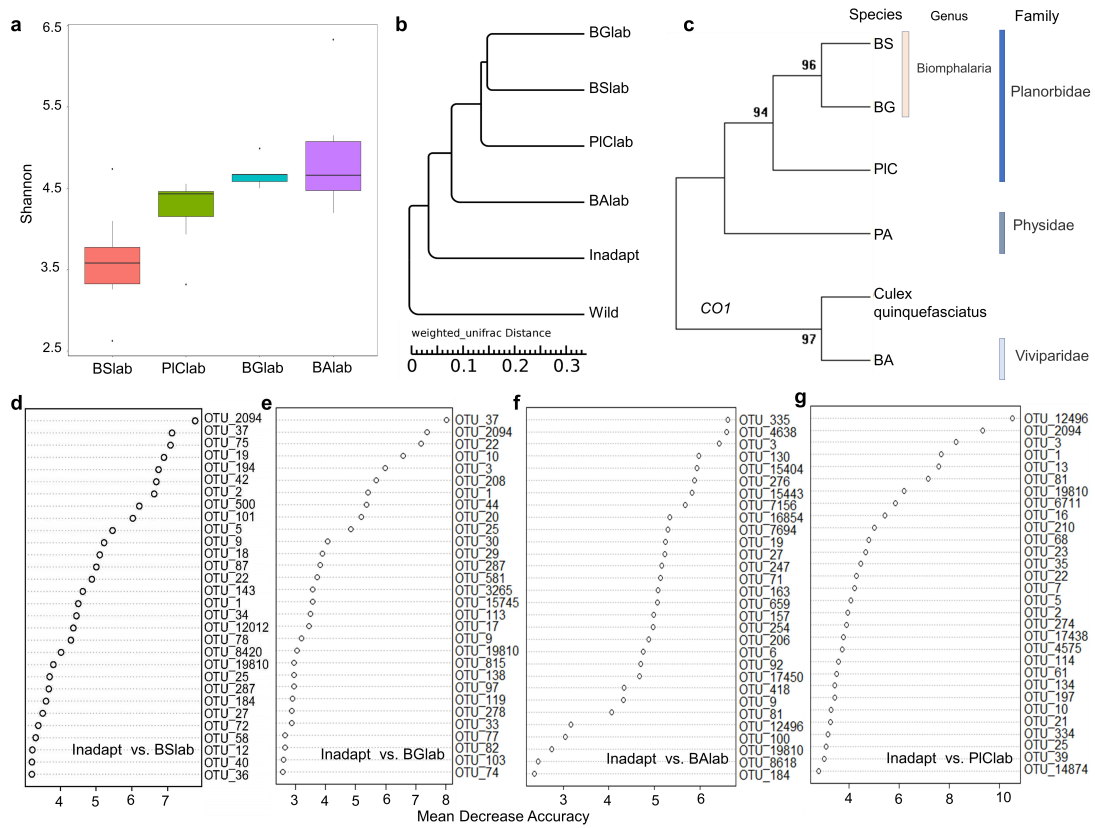 a
6.5
5.5
4.5
3.5
2.5
Shannon
BSlab
PlClab
BGlab
BAlab
b
BGlab
BSlab
PlClab
BAlab
Inadapt
Wild
weighted_unifrac Distance
0 0.1 0.2 0.3
c
Species Genus Family
BS
96
Biomphalaria
Planorbidae
BG
94
PlC
PA
Physidae
CO1
Culex
quinquefasciatus
97
BA
Viviparidae
d
OTU_2094
OTU_37
OTU_75
OTU_19
OTU_194
OTU_42
OTU_2
OTU_500
OTU_101
OTU_5
OTU_9
OTU_18
OTU_87
OTU_22
OTU_143
OTU_1
OTU_34
OTU_12012
OTU_78
OTU_8420
OTU_19810
OTU_25
OTU_287
OTU_184
OTU_27
OTU_72
OTU_58
OTU_12
OTU_40
OTU_36
Inadapt vs. BSlab
4 5 6 7
e
OTU_37
OTU_2094
OTU_22
OTU_10
OTU_3
OTU_208
OTU_1
OTU_44
OTU_20
OTU_25
OTU_30
OTU_29
OTU_287
OTU_581
OTU_3265
OTU_15745
OTU_113
OTU_17
OTU_9
OTU_19810
OTU_815
OTU_138
OTU_97
OTU_119
OTU_278
OTU_33
OTU_77
OTU_82
OTU_103
OTU_74
Inadapt vs. BGlab
3 4 5 6 7 8
f
OTU_335
OTU_4638
OTU_3
OTU_130
OTU_15404
OTU_276
OTU_15443
OTU_7156
OTU_16854
OTU_7694
OTU_19
OTU_27
OTU_247
OTU_71
OTU_163
OTU_659
OTU_157
OTU_254
OTU_206
OTU_6
OTU_92
OTU_17450
OTU_418
OTU_9
OTU_81
OTU_12496
OTU_100
OTU_19810
OTU_8618
OTU_184
Inadapt vs. BAlab
3 4 5 6
g
OTU_12496
OTU_2094
OTU_3
OTU_1
OTU_13
OTU_81
OTU_19810
OTU_6711
OTU_16
OTU_210
OTU_68
OTU_23
OTU_35
OTU_22
OTU_7
OTU_5
OTU_2
OTU_274
OTU_17438
OTU_4575
OTU_114
OTU_61
OTU_134
OTU_197
OTU_10
OTU_21
OTU_334
OTU_25
OTU_39
OTU_14874
Inadapt vs. PlClab
4 6 8 10
Mean Decrease Accuracy